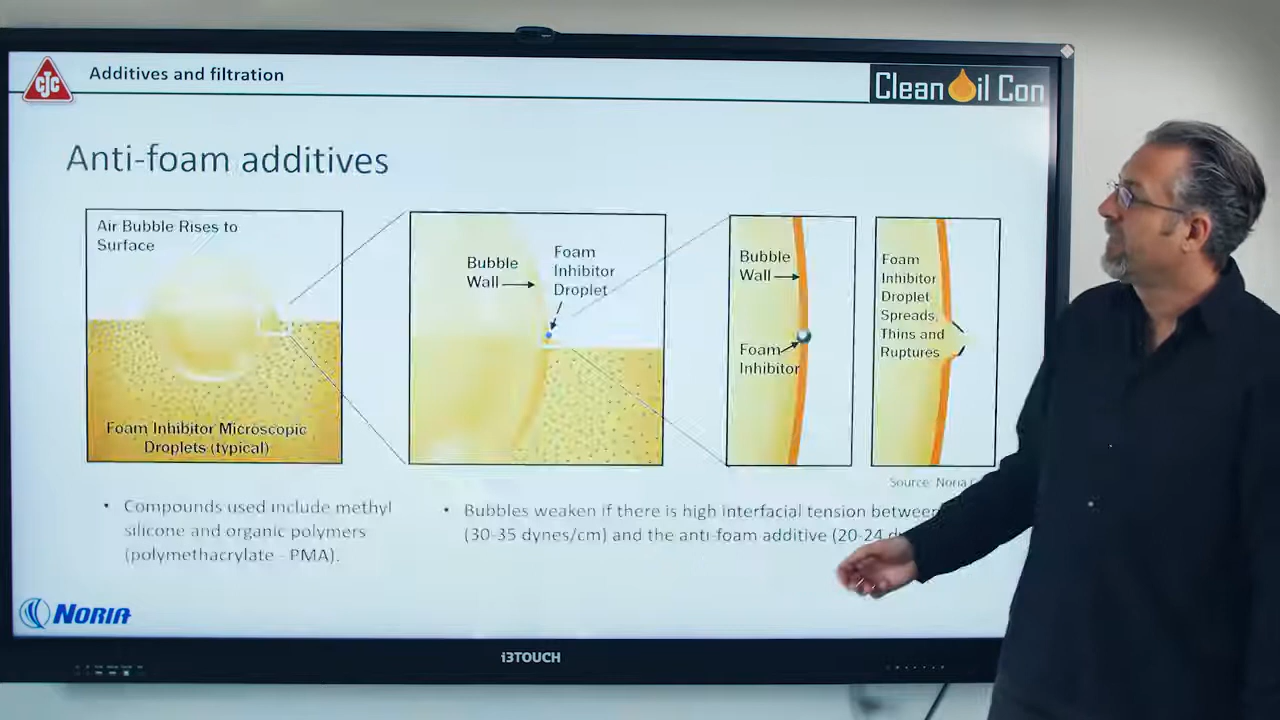 CJC
Additives and filtration
Clean il Con
Anti-foam additives
Air Bubble Rises to
Surface
Foam Inhibitor Microscopic
Droplets (typical)
Bubble
Wall
Foam
Inhibitor
Droplet
Bubble
Wall
Foam
Inhibitor
Foam
Inhibitor
Droplet
Spreads,
Thins and
Ruptures
Source: Noria
• Compounds used include methyl
silicone and organic polymers
(polymethacrylate - PMA).
• Bubbles weaken if there is high interfacial tension between
(30-35 dynes/cm) and the anti-foam additive (20-24
NORIA
i3TOUCH